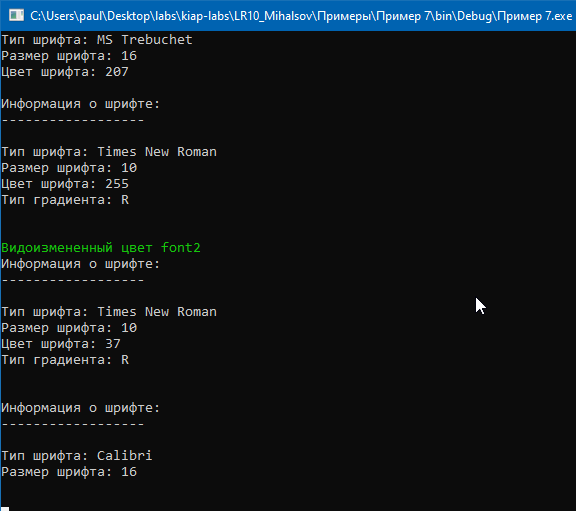 C:\Users\paul\Desktop\labs\kiap-labs\LR10_Mihalsov\Примеры\Пример 7\bin\Debug\Пример 7.exe
Тип шрифта: MS Trebuchet
Размер шрифта: 16
Цвет шрифта: 207
Информация о шрифте:
------------------
Тип шрифта: Times New Roman
Размер шрифта: 10
Цвет шрифта: 255
Тип градиента: R
Видоизмененный цвет font2
Информация о шрифте:
------------------
Тип шрифта: Times New Roman
Размер шрифта: 10
Цвет шрифта: 37
Тип градиента: R
Информация о шрифте:
------------------
Тип шрифта: Calibri
Размер шрифта: 16